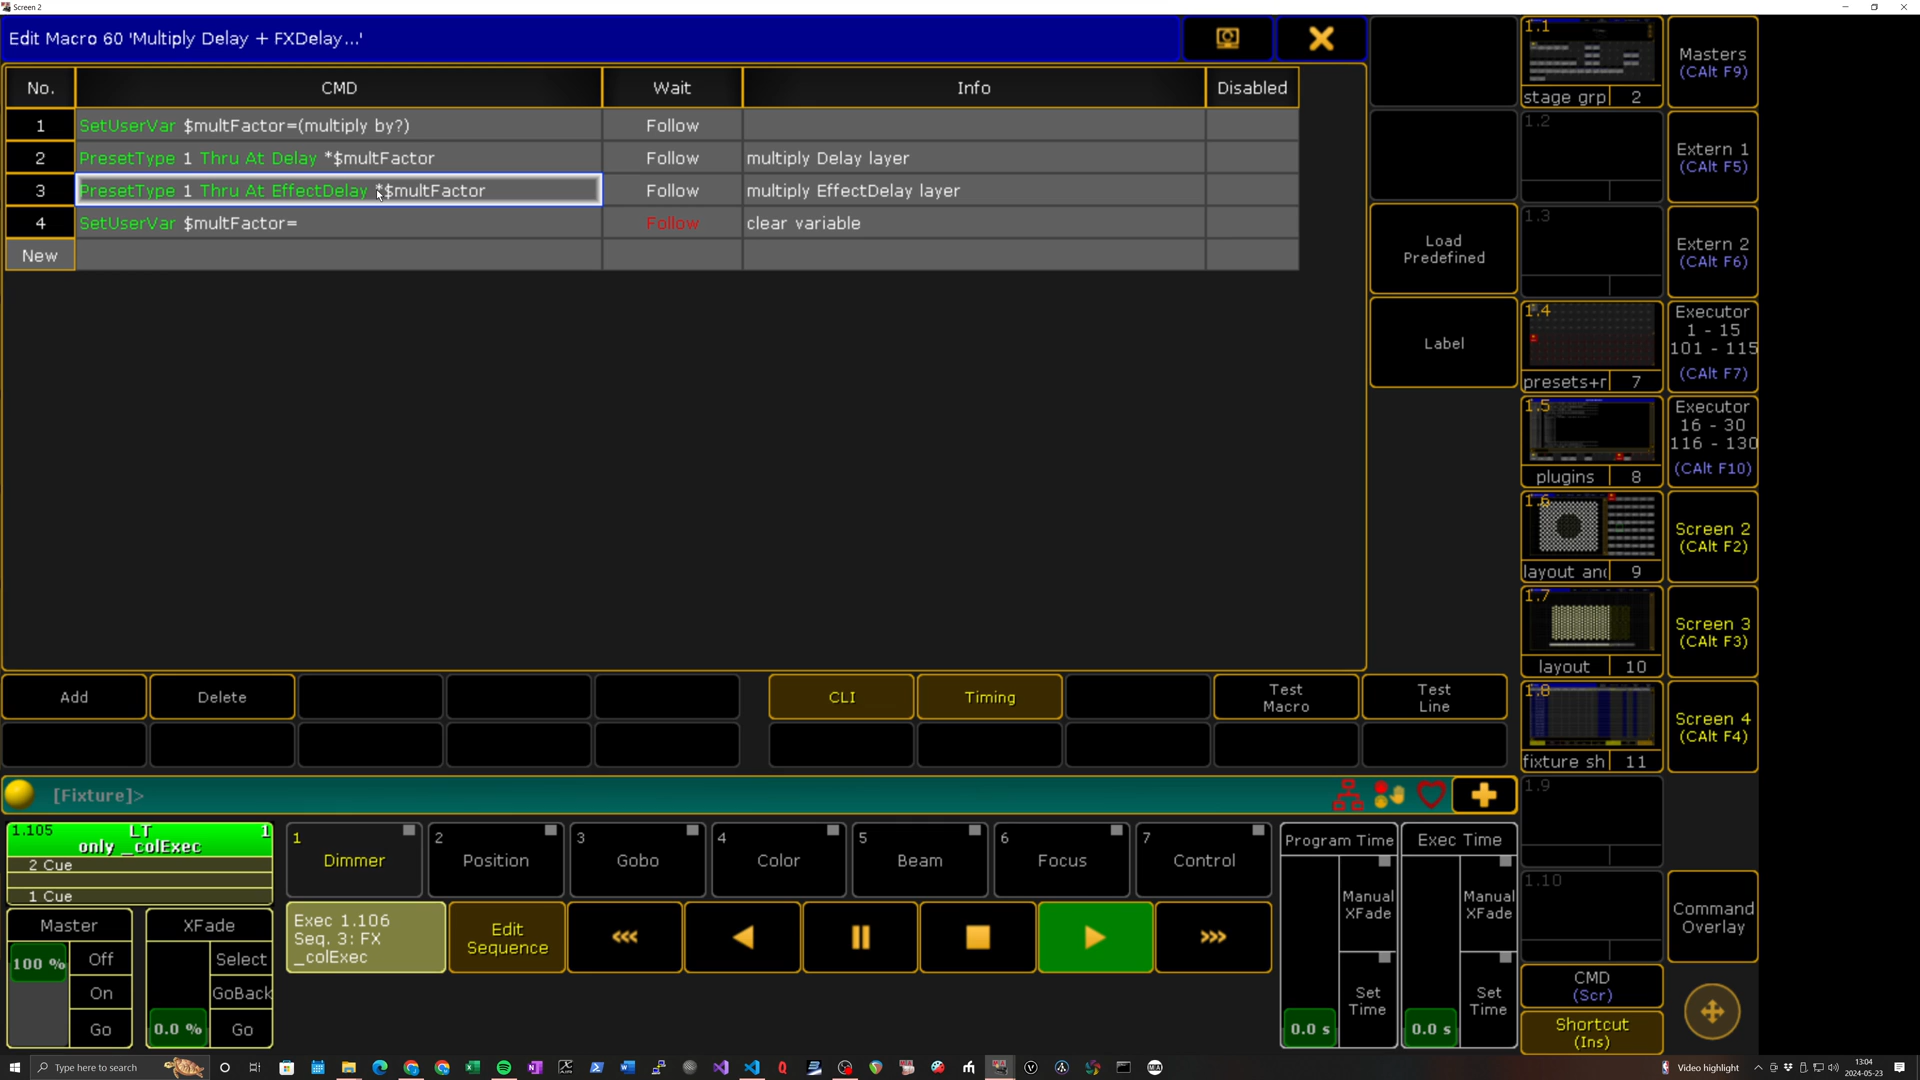 Screen 2
Edit Macro 60 'Multiply Delay + FXDelay...'
No. CMD Wait Info Disabled
1 SetUserVar $multFactor=(multiply by?) Follow
2 PresetType 1 Thru At Delay *$multFactor Follow multiply Delay layer
3 PresetType 1 Thru At EffectDelay *$multFactor Follow multiply EffectDelay layer
4 SetUserVar $multFactor= Follow clear variable
New
Load
Predefined
Label
1.1
stage grp 2
1.2
1.3
1.4
presets+r 7
1.5
plugins 8
1.6
layout and 9
1.7
layout 10
1.8
fixture sh 11
1.9
1.10
Masters
(CAlt F9)
Extern 1
(CAlt F5)
Extern 2
(CAlt F6)
Executor
1 - 15
101 - 115
(CAlt F7)
Executor
16 - 30
116 - 130
(CAlt F10)
Screen 2
(CAlt F2)
Screen 3
(CAlt F3)
Screen 4
(CAlt F4)
Command
Overlay
CMD
(Scr)
Shortcut
(Ins)
Add Delete CLI Timing
Test
Macro
Test
Line
[Fixture]>
1.105 LT 1
only _colExec
2 Cue
1 Cue
Master
100 %
Off
On
Go
XFade
0.0 %
Select
GoBack
Go
1 Dimmer
2 Position
3 Gobo
4 Color
5 Beam
6 Focus
7 Control
Exec 1.106
Seq. 3: FX
_colExec
Edit
Sequence
Program Time
Manual
XFade
Set
Time
0.0 s
Exec Time
Manual
XFade
Set
Time
0.0 s
Type here to search
Video highlight
13:04
2024-05-23